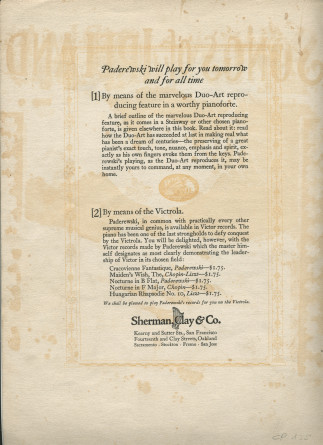 Paderewski will play for you tomorrow
and for all time
[1] By means of the marvelous Duo-Art repro-
ducing feature in a worthy pianoforte.
A brief outline of the marvelous Duo-Art reproducing
feature, as it comes in a Steinway or other chosen piano-
forte, is given elsewhere in this book. Read about it: read
how the Duo-Art has succeeded at last in making real what
has been a dream of centuries—the preserving of a great
pianist's exact touch, tone, nuance, emphasis and spirit, ex-
actly as his own fingers evoke them from the keys. Pade-
rewski's playing, as the Duo-Art reproduces it, may be
instantly yours to command, at any moment, in your own
home.
[2] By means of the Victrola.
Paderewski, in common with practically every other
supreme musical genius, is available in Victor records. The
piano has been one of the last strongholds to defy conquest
by the Victrola. You will be delighted, however, with the
Victor records made by Paderewski which the master him-
self designates as most clearly demonstrating the leader-
ship of Victor in its chosen field:
Cracovienne Fantastique, Paderewski—$1.75.
Maiden's Wish, The, Chopin-Liszt—$1.75.
Nocturne in B Flat, Paderewski—$1.75.
Nocturne in F Major, Chopin—$1.75.
Hungarian Rhapsodie No. 10, Liszt—$1.75.
We shall be pleased to play Paderewski's records for you on the Victrola.
Sherman, Clay & Co.
Kearny and Sutter Sts., San Francisco
Fourteenth and Clay Streets, Oakland
Sacramento · Stockton · Fresno · San Jose